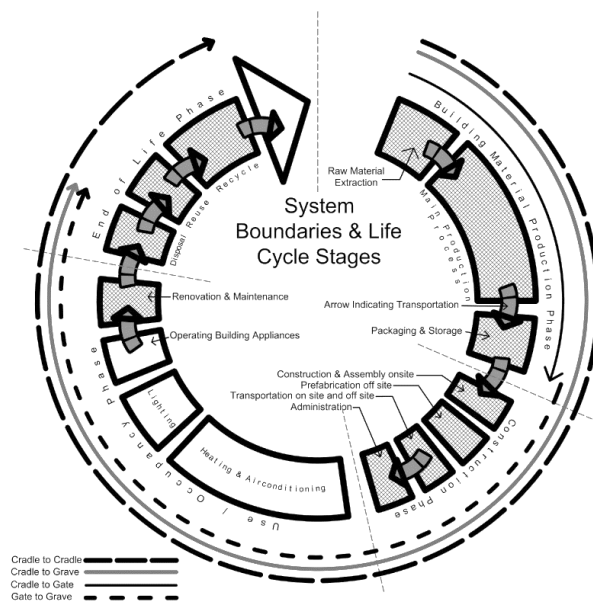 System
Boundaries & Life
Cycle Stages
Building Material Production Phase
Raw Material
Extraction
Main Production
Process
Arrow Indicating Transportation
Packaging & Storage
Construction & Assembly onsite
Prefabrication off site
Transportation on site and off site
Administration
Construction Phase
Heating & Airconditioning
Lighting
Operating Building Appliances
Use / Occupancy Phase
Renovation & Maintenance
Disposal Reuse Recycle
End of Life Phase
Cradle to Cradle
Cradle to Grave
Cradle to Gate
Gate to Grave